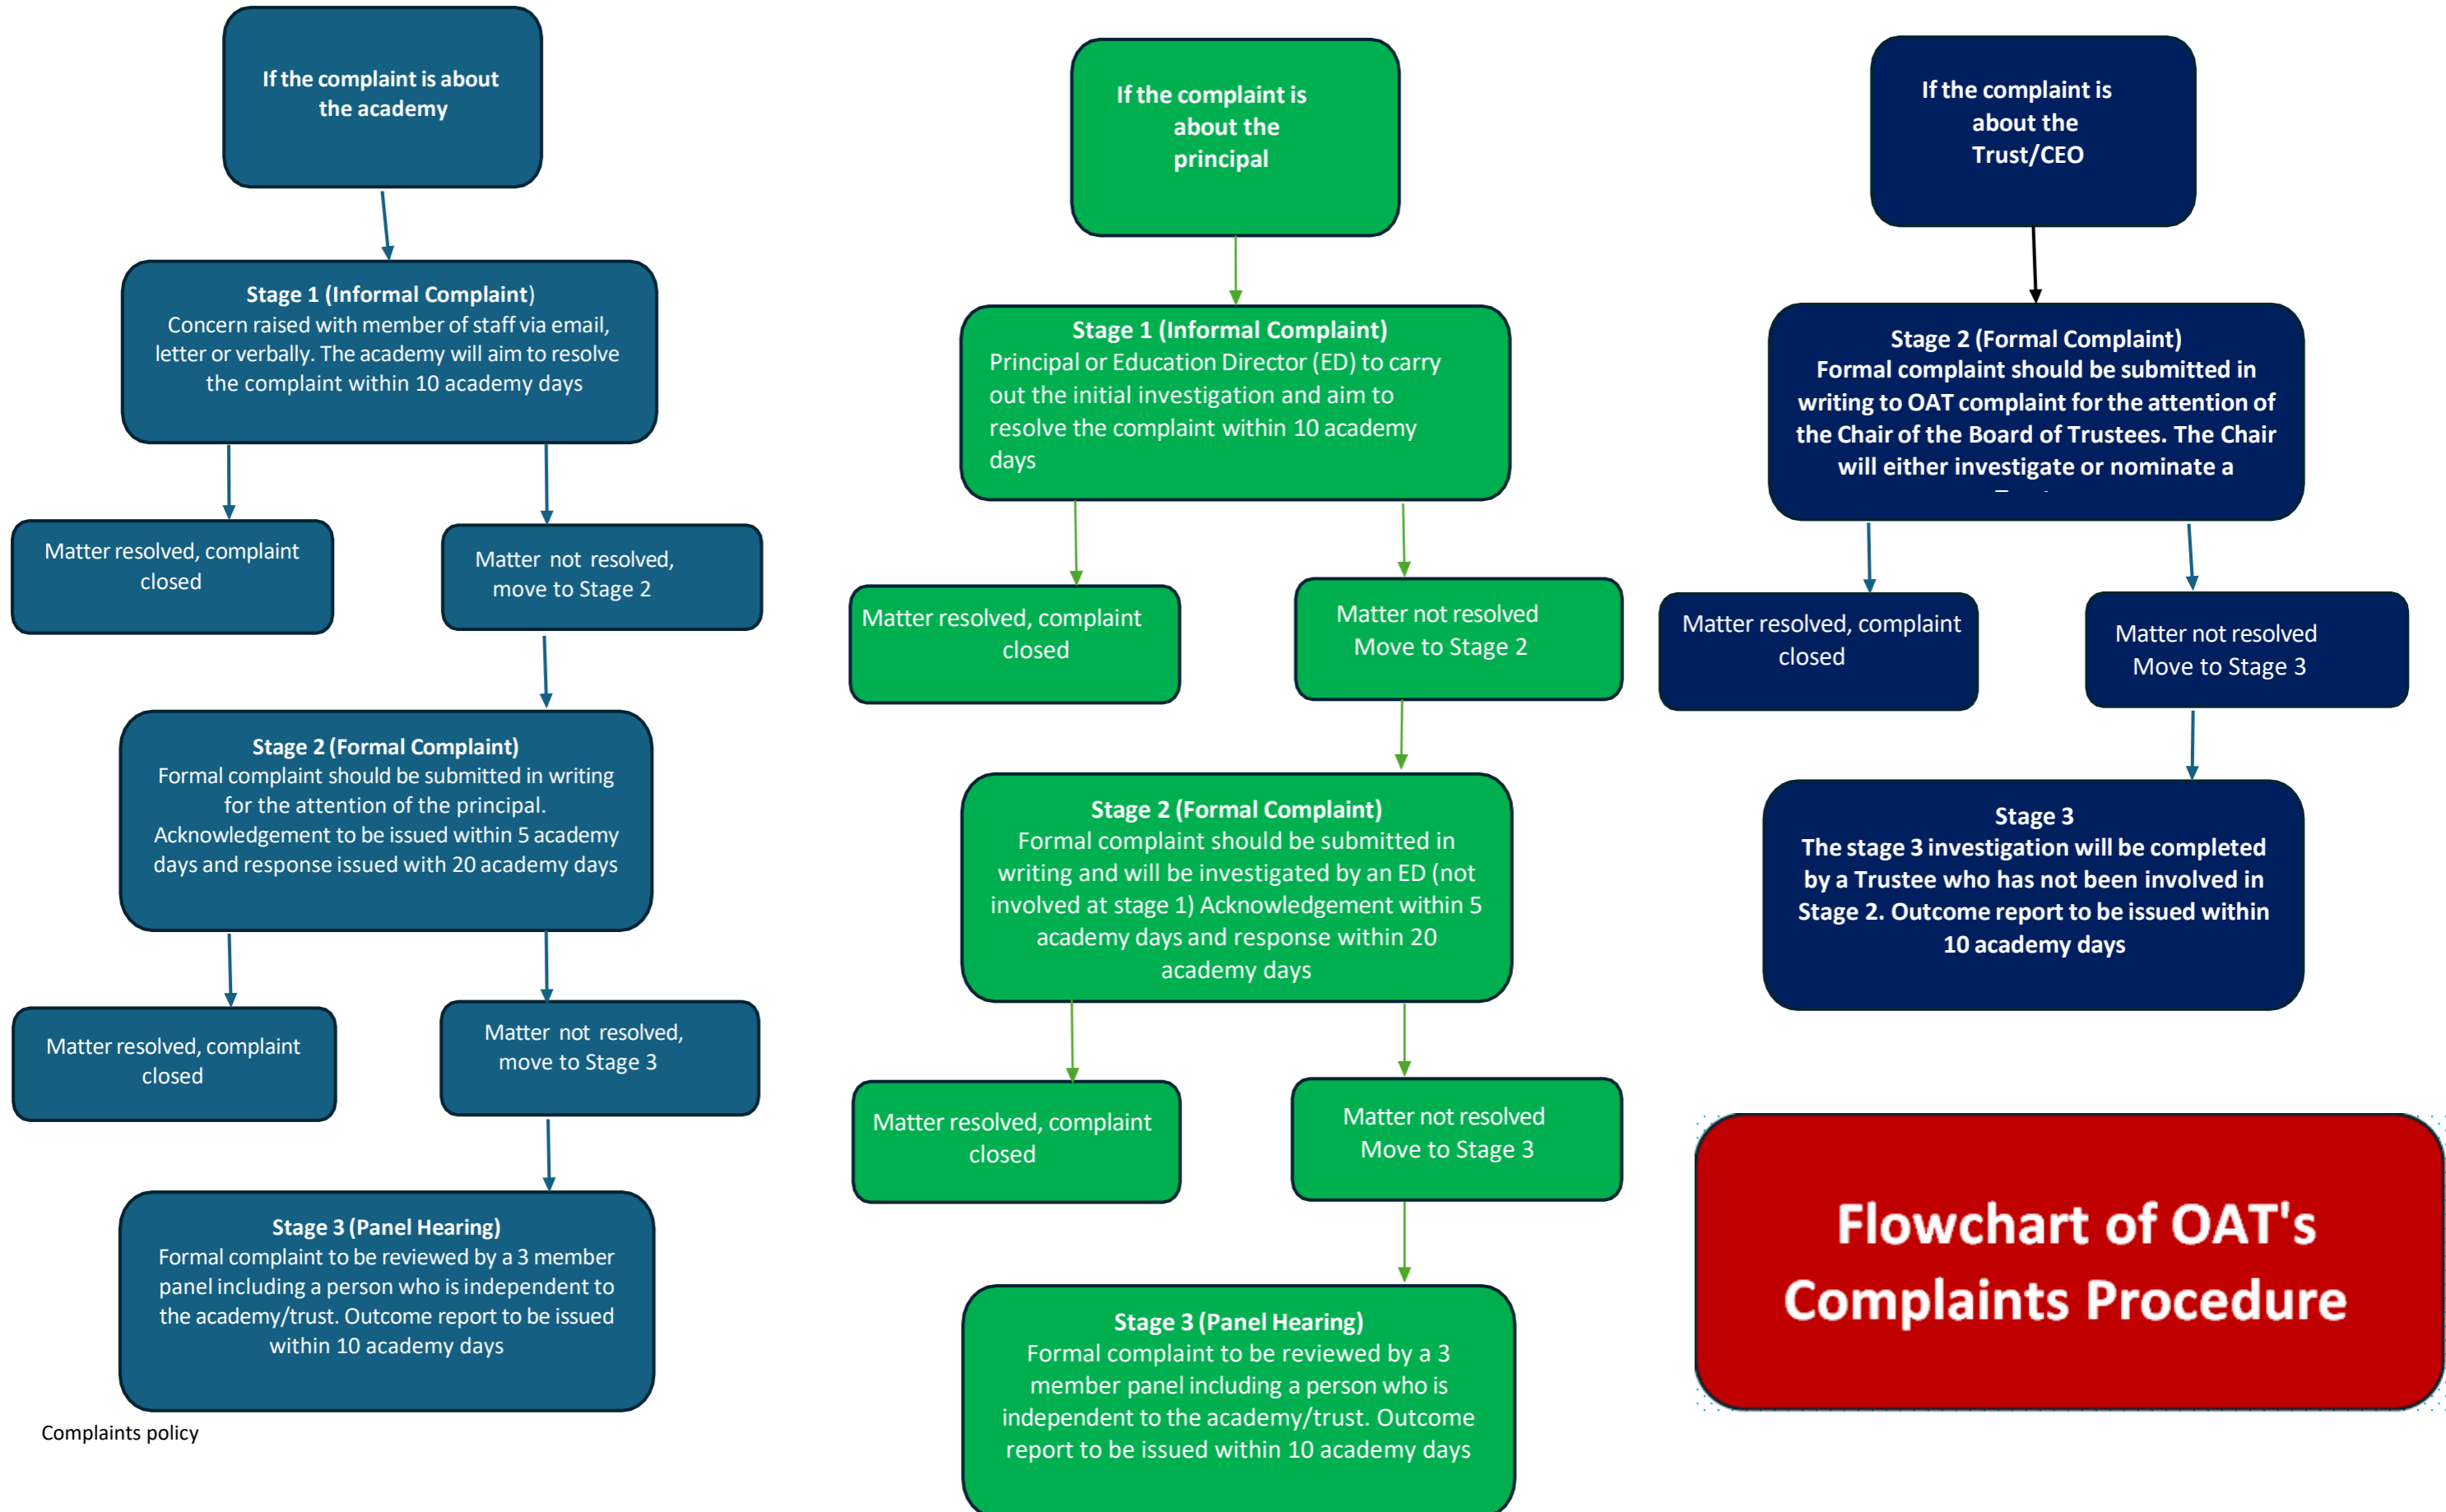 If the complaint is about
the academy
Stage 1 (Informal Complaint)
Concern raised with member of staff via email,
letter or verbally. The academy will aim to resolve
the complaint within 10 academy days
Matter resolved, complaint
closed
Matter not resolved,
move to Stage 2
Stage 2 (Formal Complaint)
Formal complaint should be submitted in writing
for the attention of the principal.
Acknowledgement to be issued within 5 academy
days and response issued with 20 academy days
Matter resolved, complaint
closed
Matter not resolved,
move to Stage 3
Stage 3 (Panel Hearing)
Formal complaint to be reviewed by a 3 member
panel including a person who is independent to
the academy/trust. Outcome report to be issued
within 10 academy days
Complaints policy
If the complaint is
about the
principal
Stage 1 (Informal Complaint)
Principal or Education Director (ED) to carry
out the initial investigation and aim to
resolve the complaint within 10 academy
days
Matter resolved, complaint
closed
Matter not resolved
Move to Stage 2
Stage 2 (Formal Complaint)
Formal complaint should be submitted in
writing and will be investigated by an ED (not
involved at stage 1) Acknowledgement within 5
academy days and response within 20
academy days
Matter resolved, complaint
closed
Matter not resolved
Move to Stage 3
Stage 3 (Panel Hearing)
Formal complaint to be reviewed by a 3
member panel including a person who is
independent to the academy/trust. Outcome
report to be issued within 10 academy days
If the complaint is
about the
Trust/CEO
Stage 2 (Formal Complaint)
Formal complaint should be submitted in
writing to OAT complaint for the attention of
the Chair of the Board of Trustees. The Chair
will either investigate or nominate a
Matter resolved, complaint
closed
Matter not resolved
Move to Stage 3
Stage 3
The stage 3 investigation will be completed
by a Trustee who has not been involved in
Stage 2. Outcome report to be issued within
10 academy days
Flowchart of OAT's
Complaints Procedure